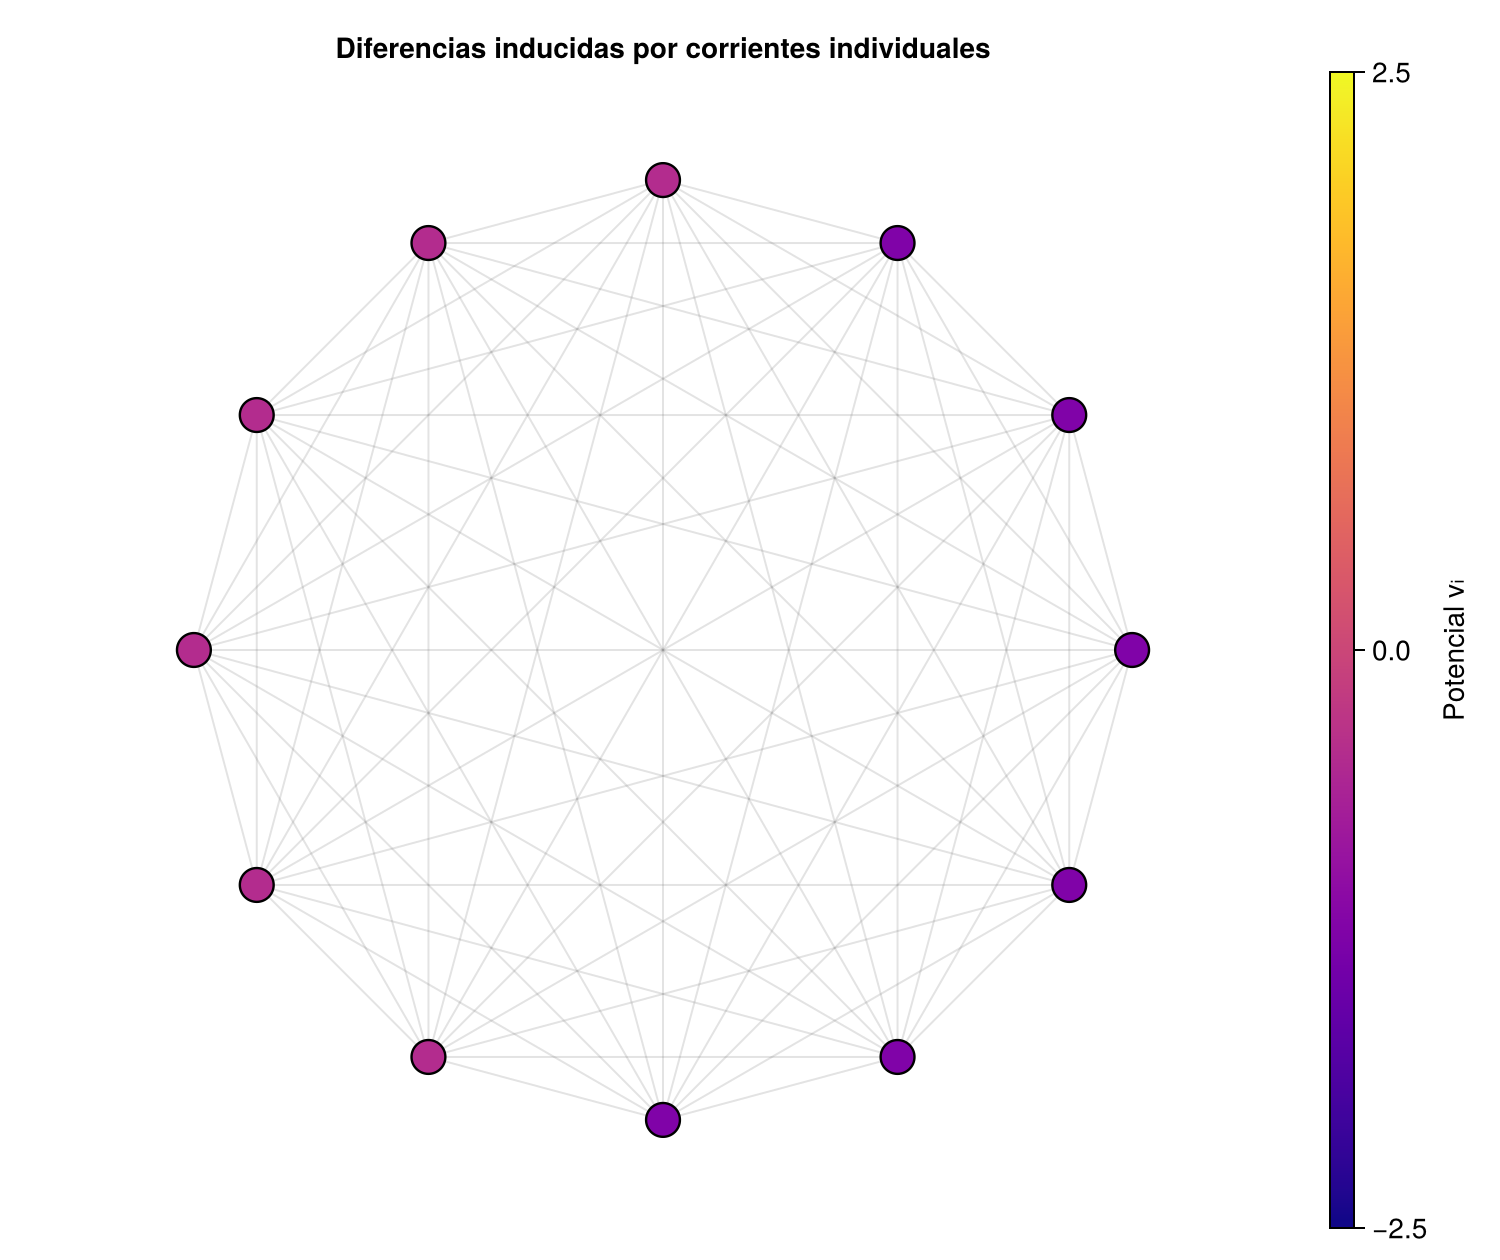 Diferencias inducidas por corrientes individuales
2.5
0.0
−2.5
Potencial vᵢ